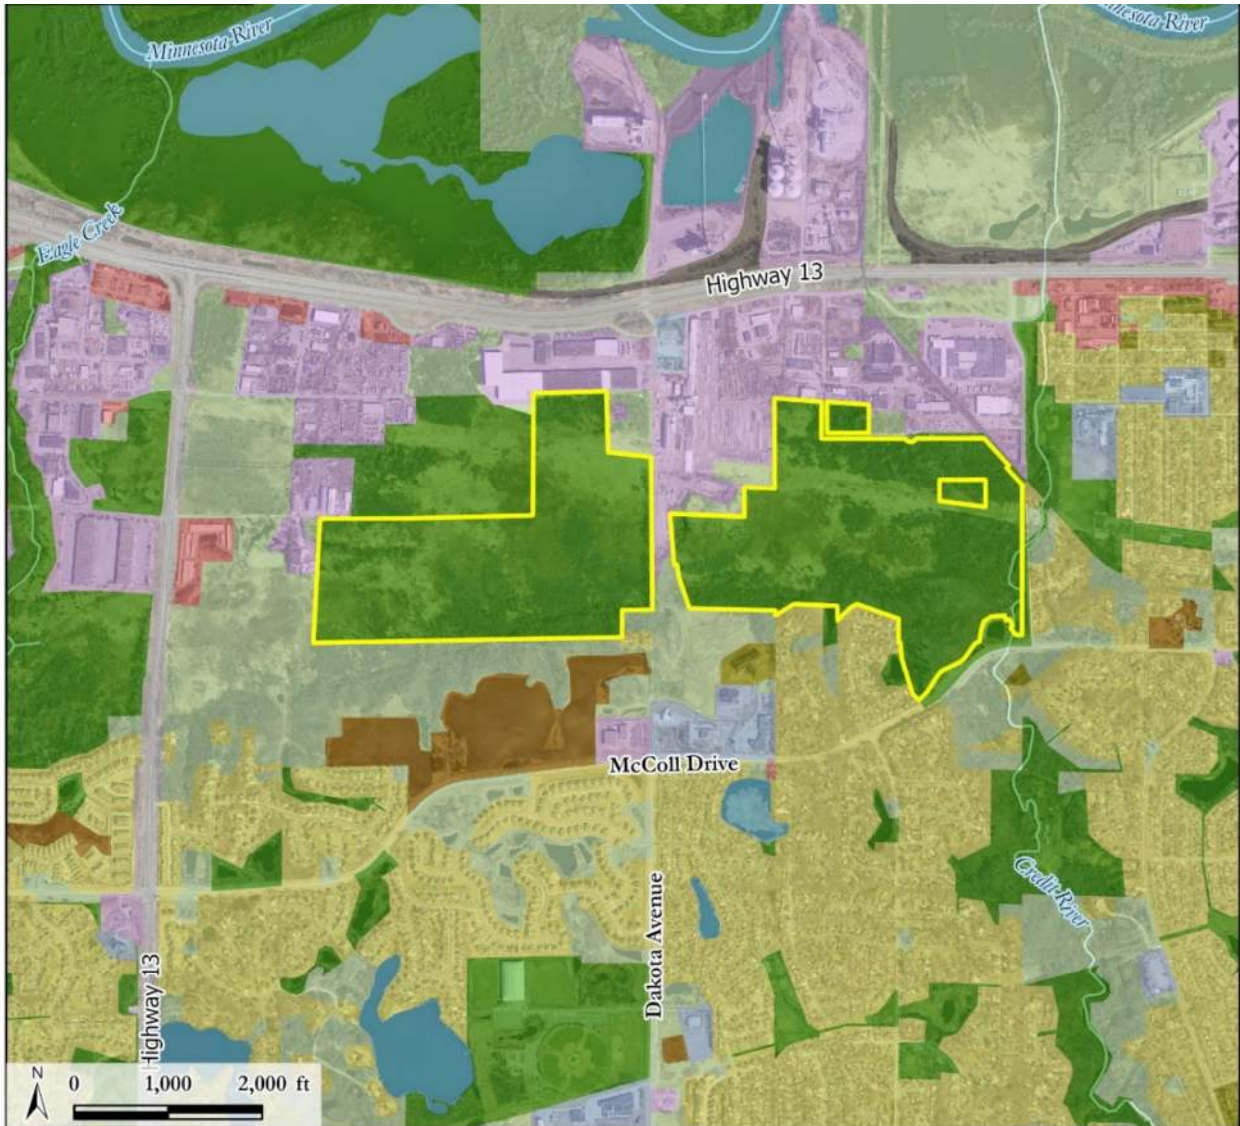 Minnesota River
Minnesota River
Eagle Creek
Highway 13
McColl Drive
Credit River
Dakota Avenue
Highway 13
N
0 1,000 2,000 ft